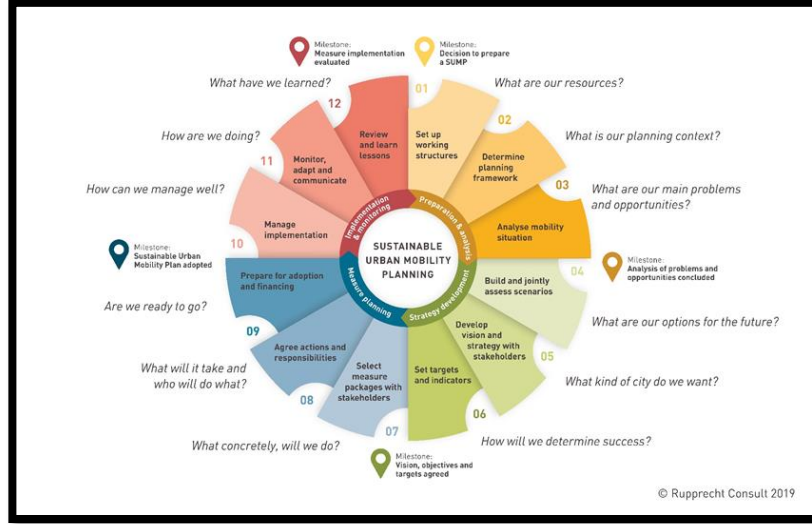 Milestone:
Measure implementation
evaluated
Milestone:
Decision to prepare
a SUMP
What have we learned?
What are our resources?
12
01
Review
and learn
lessons
Set up
working
structures
How are we doing?
What is our planning context?
11
02
Monitor,
adapt and
communicate
Determine
planning
framework
How can we manage well?
What are our main problems
and opportunities?
10
03
Manage
implementation
Analyse mobility
situation
Implementation
& monitoring
Preparation & analysis
SUSTAINABLE
URBAN MOBILITY
PLANNING
Measure planning
Strategy development
Milestone:
Sustainable Urban
Mobility Plan adopted
Milestone:
Analysis of problems and
opportunities concluded
Prepare for adoption
and financing
Build and jointly
assess scenarios
04
Are we ready to go?
What are our options for the future?
09
Agree actions and
responsibilities
Develop
vision and
strategy with
stakeholders
05
What will it take and
who will do what?
What kind of city do we want?
08
Select
measure
packages with
stakeholders
Set targets
and indicators
07
06
What concretely, will we do?
How will we determine success?
Milestone:
Vision, objectives and
targets agreed
© Rupprecht Consult 2019